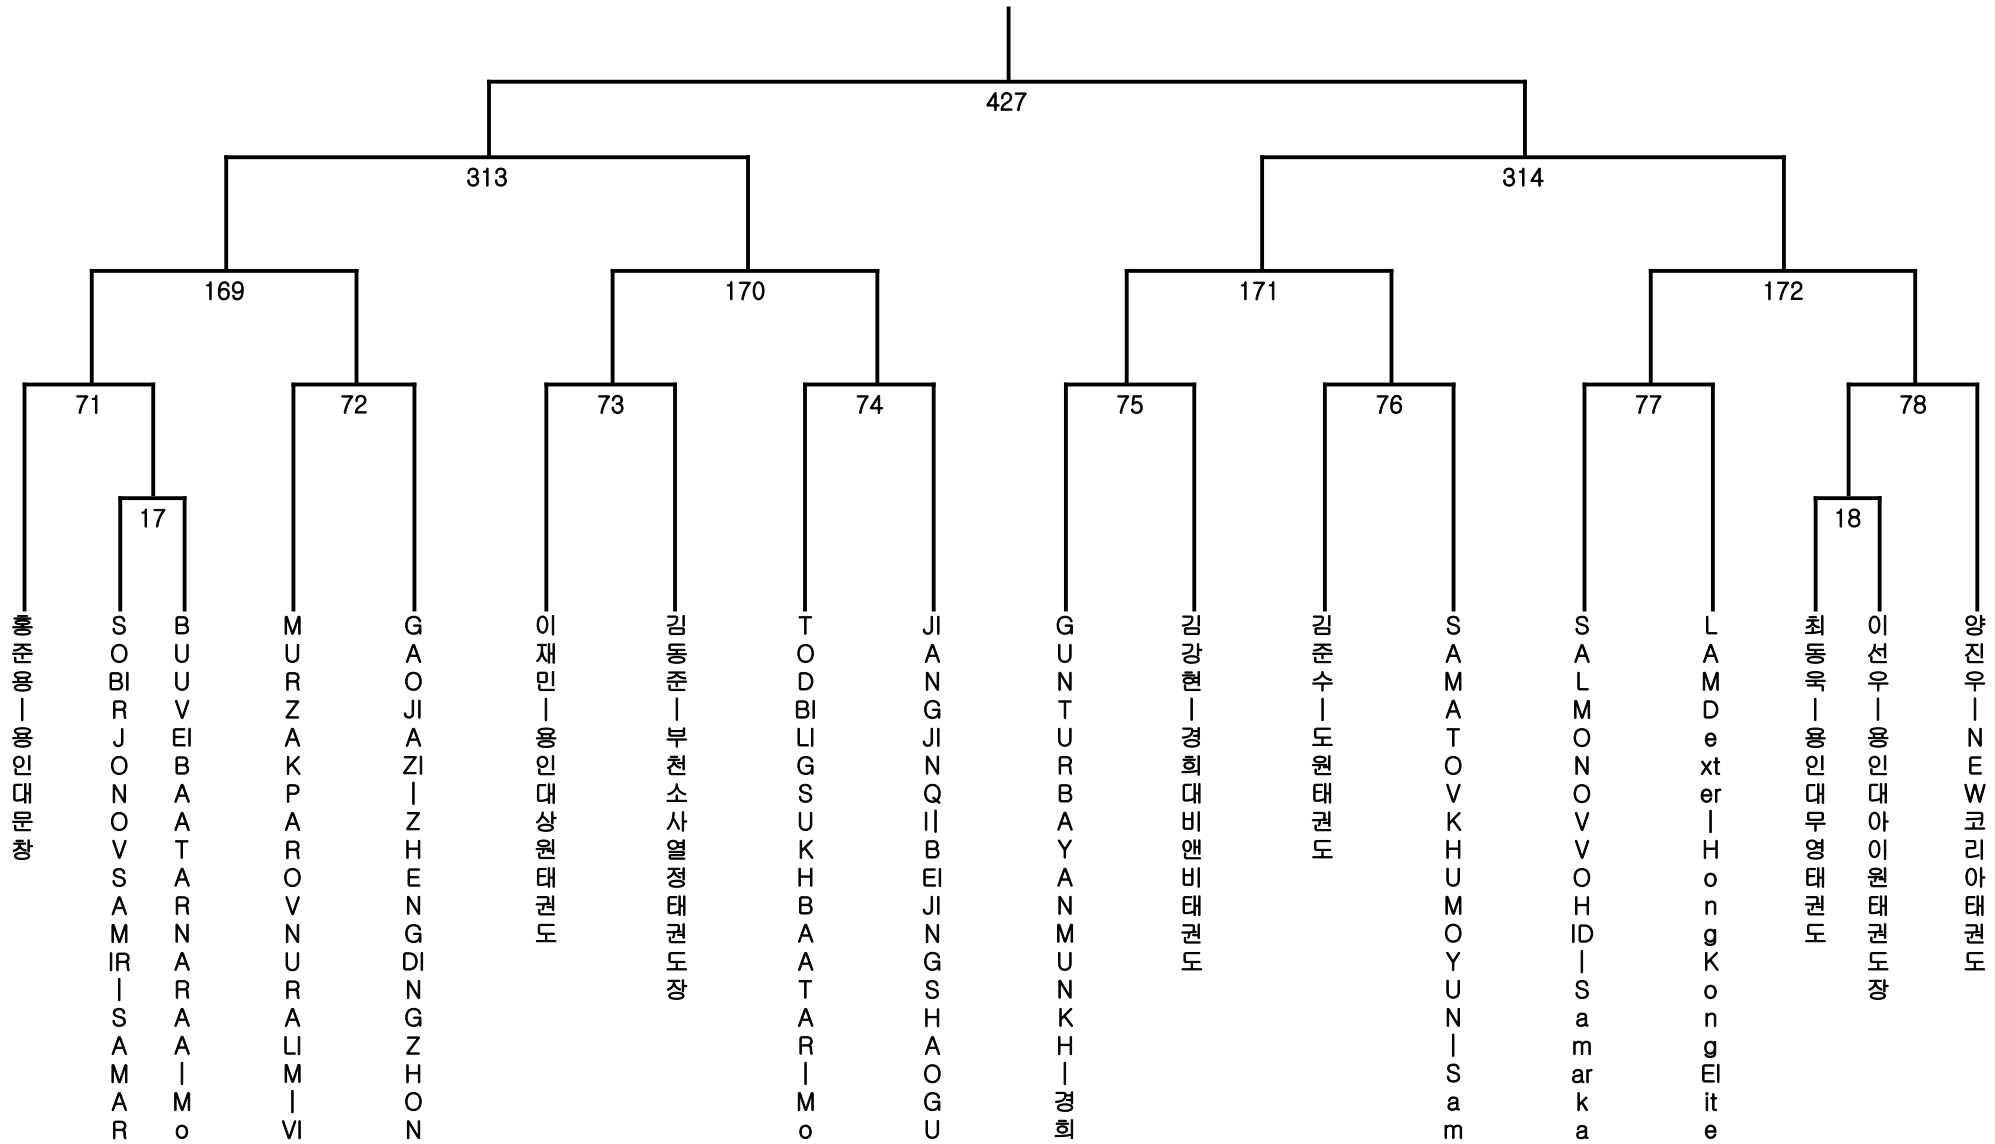 427
313
314
169
170
171
172
71
72
73
74
75
76
77
78
17
18
홍준용|용인대문창
SOBIRJONOVSAMIR|SAMAR
BUUVEIBAATARNARAA|Mo
MURZAKPAROVNURALIM|VI
GAOJIAZI|ZHENGDINGZHON
이재민|용인대상원태권도
김동준|부천소사열정태권도장
TODBILIGSUKHBAATAR|Mo
JIANGJINQI|BEIJINGSHAOGU
GUNTURBAYANMUNKH|경희
김강현|경희대비앤비태권도
김준수|도원태권도
SAMATOVKHUMOYUN|Sam
SALMONOVVOHID|Samarka
LAMDexter|HongKongElite
최동욱|용인대무영태권도
이선우|용인대아이원태권도장
양진우|NEW코리아태권도